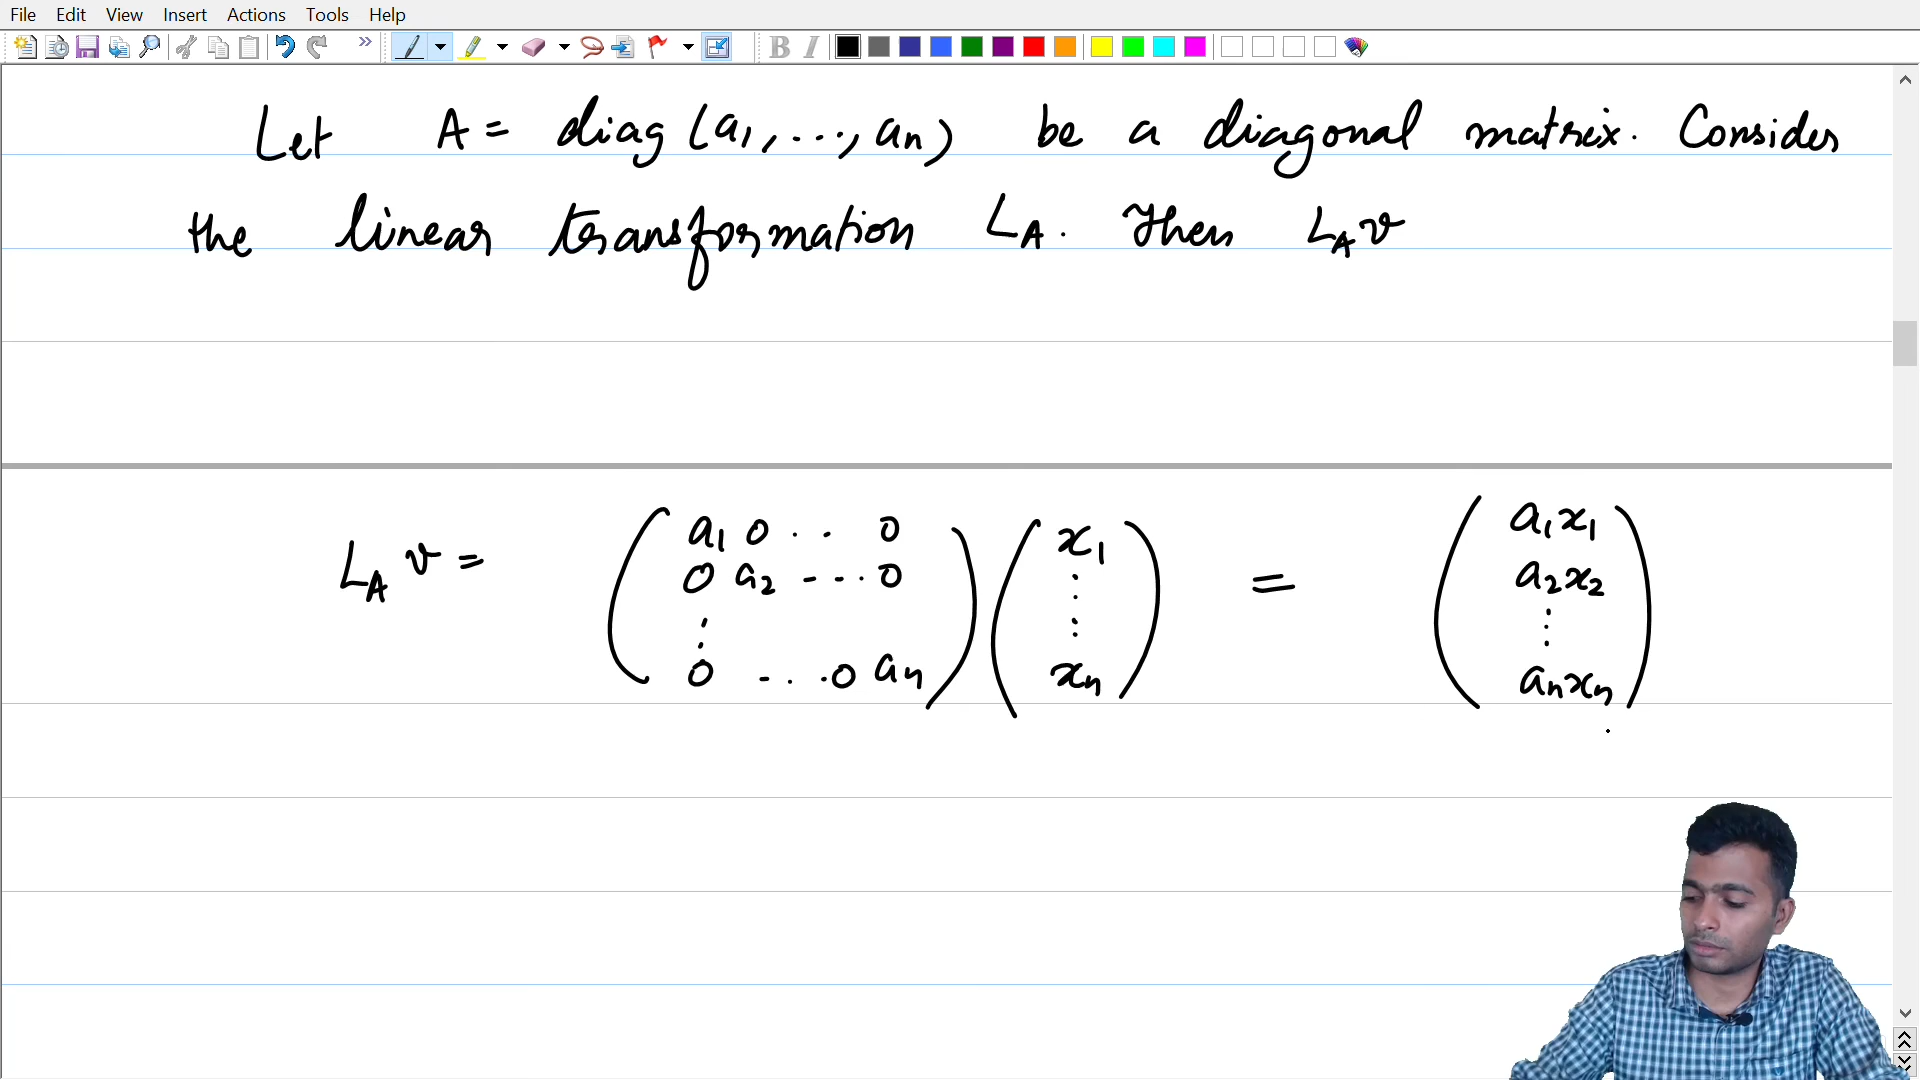 File Edit View Insert Actions Tools Help
B I
Let A = diag (a1, ..., an) be a diagonal matrix. Consider
the linear transformation LA. Then LAv
LA v = ( a1 0 . .. 0 ) ( x1 ) = ( a1x1 )
0 a2 -- -.. 0 a2x2
: : :
0 -..0 an xn anxn